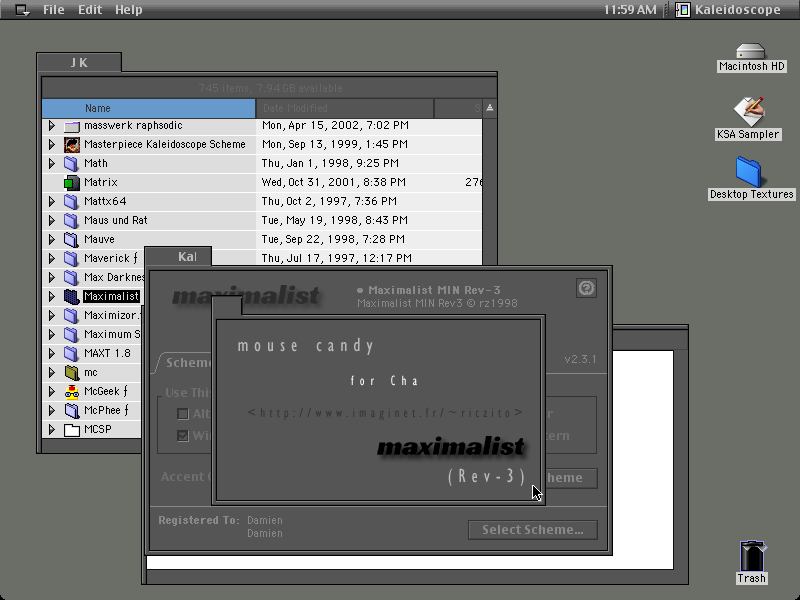 File Edit Help
11:59 AM
Kaleidoscope
J K
745 items, 7.94 GB available
Name
Date Modified
S
masswerk raphsodic
Mon, Apr 15, 2002, 7:02 PM
Masterpiece Kaleidoscope Scheme
Mon, Sep 13, 1999, 1:45 PM
Math
Thu, Jan 1, 1998, 9:25 PM
Matrix
Wed, Oct 31, 2001, 8:38 PM
276
Mattx64
Thu, Oct 2, 1997, 7:36 PM
Maus und Rat
Tue, May 19, 1998, 8:43 PM
Mauve
Tue, Sep 22, 1998, 7:28 PM
Maverick ƒ
Thu, Jul 17, 1997, 12:17 PM
Max Darknes
Maximalist
Maximizor.
Maximum S
MAXT 1.8
mc
McGeek ƒ
McPhee ƒ
MCSP
Kal
maximalist
● Maximalist MIN Rev-3
Maximalist MIN Rev3 © rz1998
?
Scheme
v2.3.1
Use Thi
Alt
r
Wi
tern
Accent C
heme
Registered To: Damien
Damien
Select Scheme...
mouse candy
for Cha
<http://www.imaginet.fr/~riczito>
maximalist
(Rev-3)
Macintosh HD
KSA Sampler
Desktop Textures
Trash